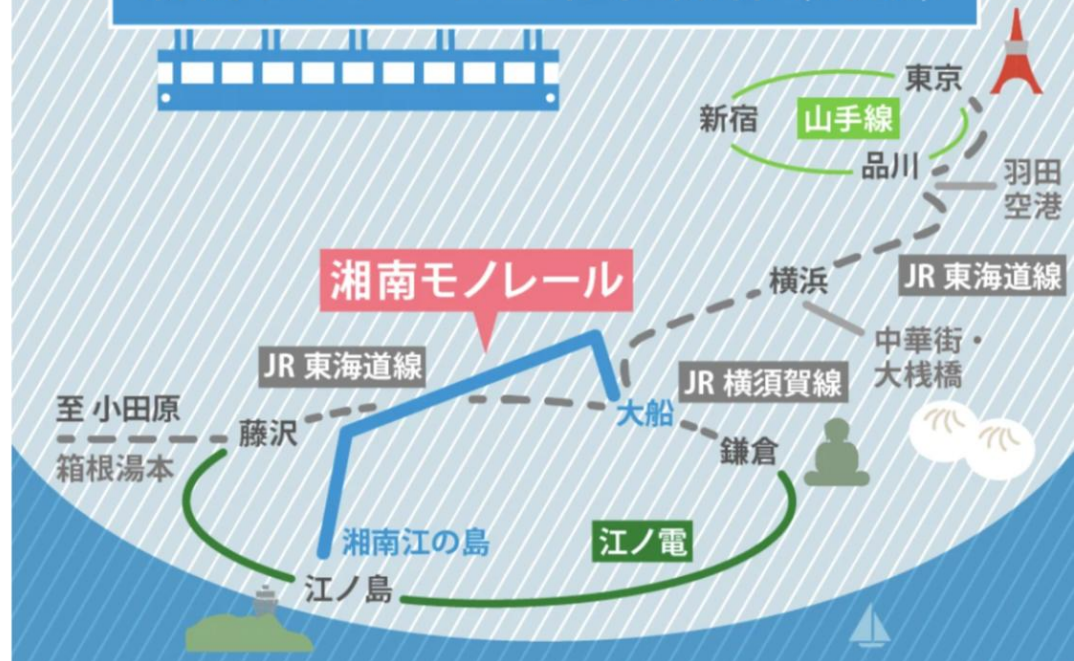 東京
新宿
山手線
品川
羽田
空港
湘南モノレール
横浜
JR 東海道線
中華街・
大桟橋
JR 東海道線
JR 横須賀線
至 小田原
箱根湯本
藤沢
大船
鎌倉
湘南江の島
江ノ電
江ノ島